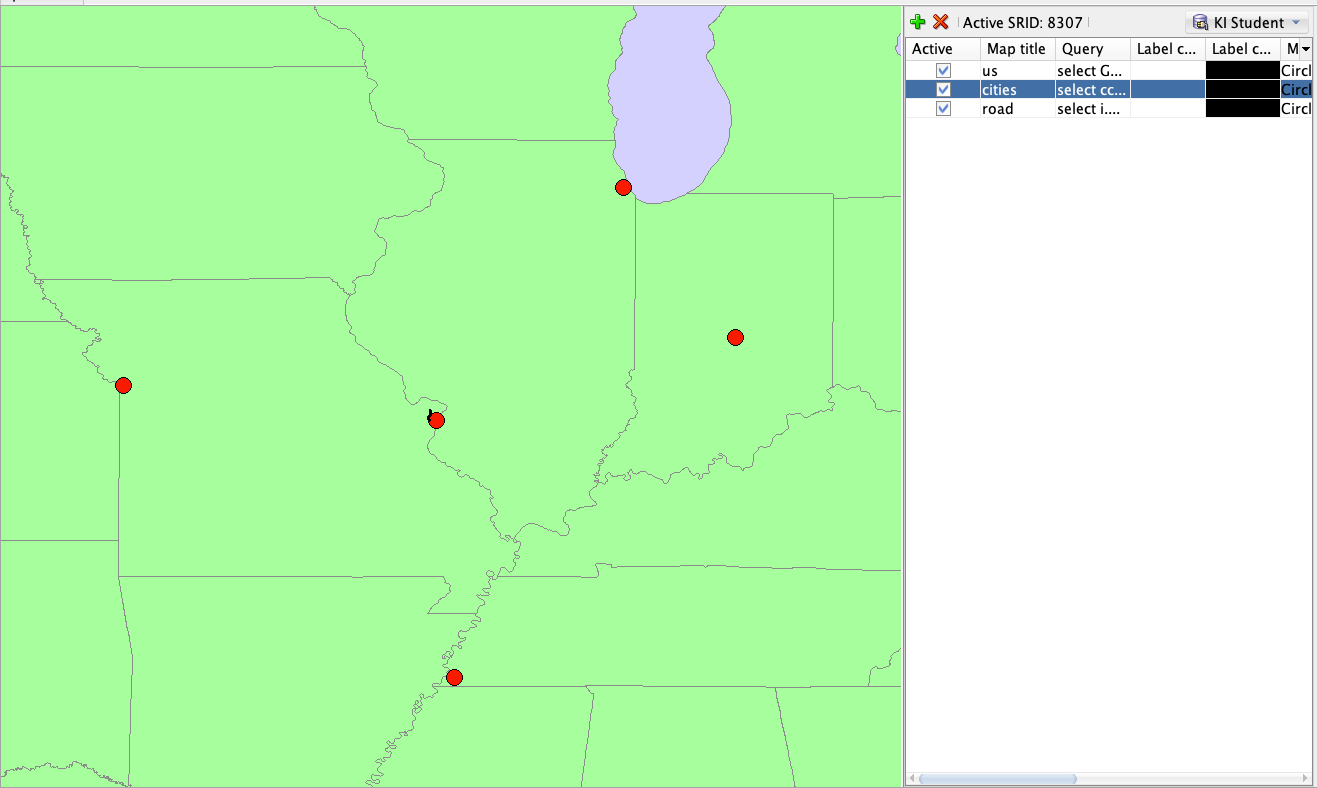 Active SRID: 8307 KI Student
Active Map title Query Label c... Label c... M
us select G... Circl
cities select cc... Circl
road select i.... Circl